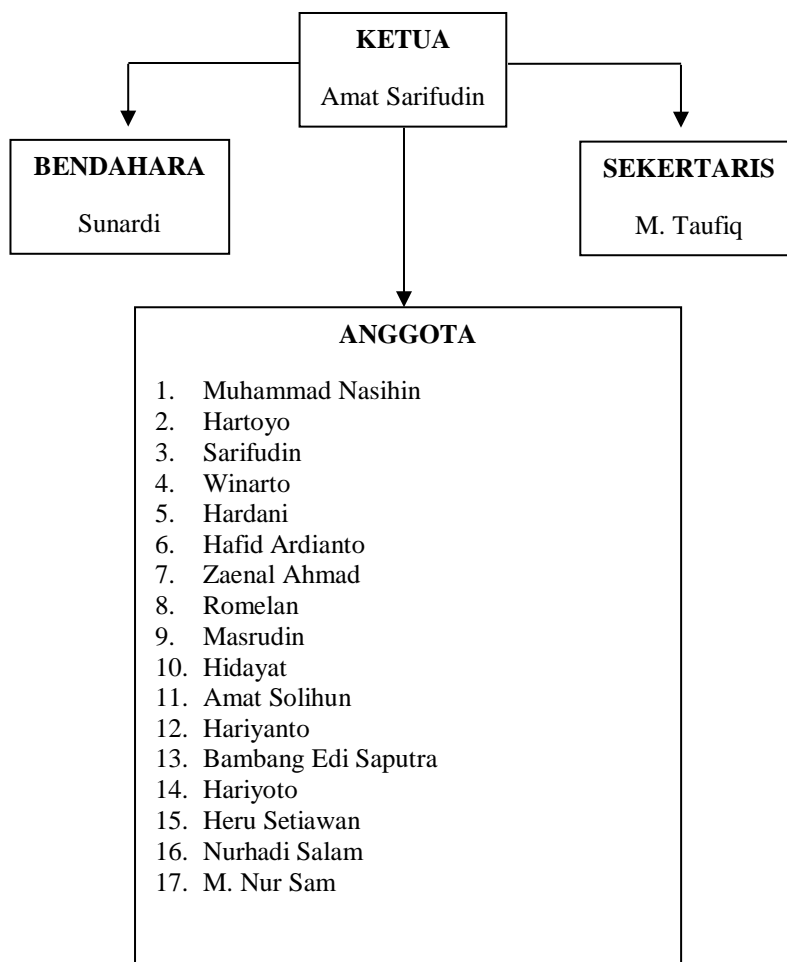 KETUA
Amat Sarifudin
BENDAHARA
Sunardi
SEKERTARIS
M. Taufiq
ANGGOTA
1. Muhammad Nasihin
2. Hartoyo
3. Sarifudin
4. Winarto
5. Hardani
6. Hafid Ardianto
7. Zaenal Ahmad
8. Romelan
9. Masrudin
10. Hidayat
11. Amat Solihun
12. Hariyanto
13. Bambang Edi Saputra
14. Hariyoto
15. Heru Setiawan
16. Nurhadi Salam
17. M. Nur Sam